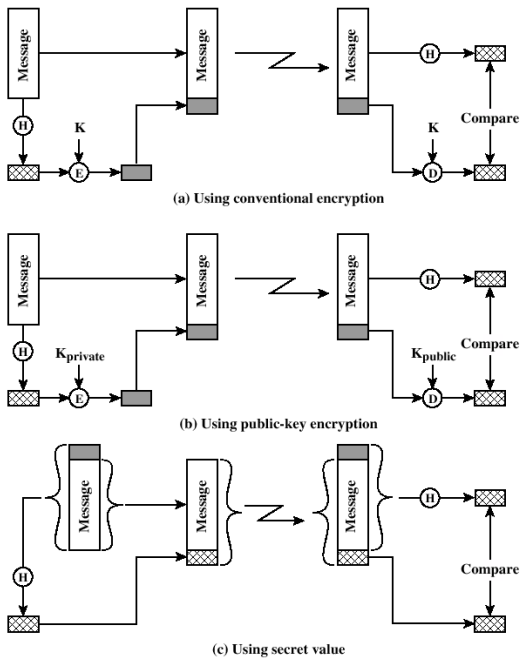 Message
Message
Message
H
H
K
K
Compare
E
D
(a) Using conventional encryption
Message
Message
Message
H
H
Kprivate
Kpublic
Compare
E
D
(b) Using public-key encryption
Message
Message
Message
H
H
Compare
(c) Using secret value